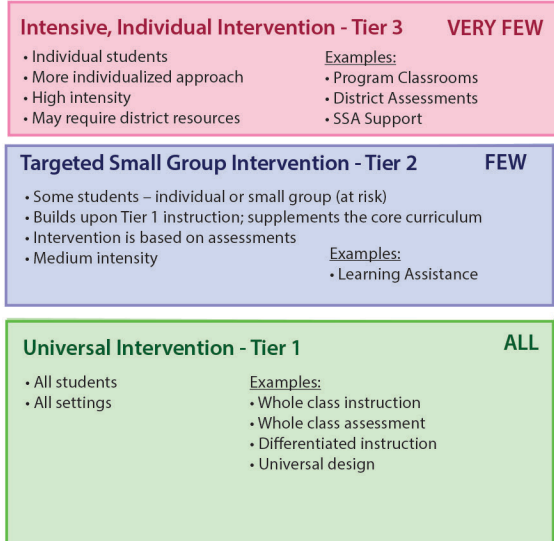 Intensive, Individual Intervention - Tier 3 VERY FEW
• Individual students
• More individualized approach
• High intensity
• May require district resources
Examples:
• Program Classrooms
• District Assessments
• SSA Support
Targeted Small Group Intervention - Tier 2 FEW
• Some students – individual or small group (at risk)
• Builds upon Tier 1 instruction; supplements the core curriculum
• Intervention is based on assessments
• Medium intensity
Examples:
• Learning Assistance
Universal Intervention - Tier 1 ALL
• All students
• All settings
Examples:
• Whole class instruction
• Whole class assessment
• Differentiated instruction
• Universal design